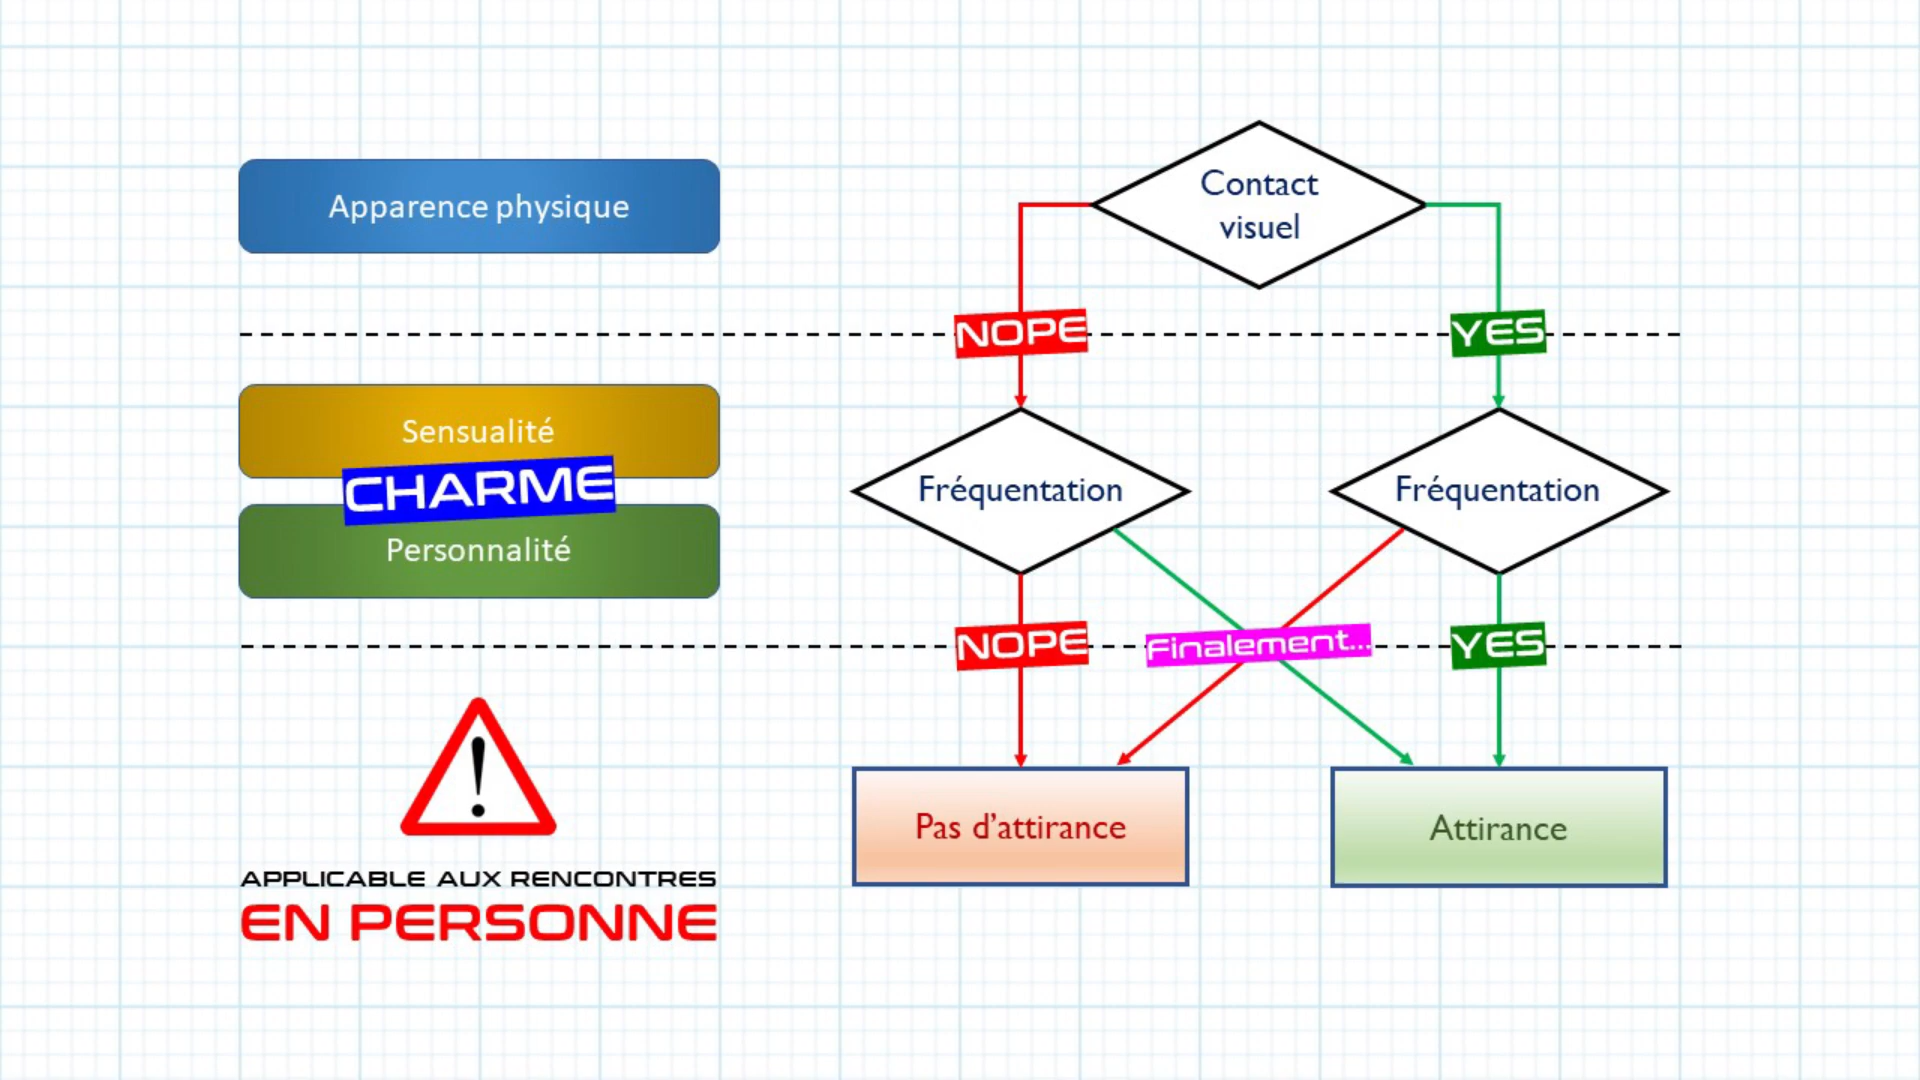 Apparence physique
Contact
visuel
NOPE
YES
Sensualité
CHARME
Personnalité
Fréquentation
Fréquentation
NOPE
Finalement...
YES
Pas d’attirance
Attirance
!
APPLICABLE AUX RENCONTRES
EN PERSONNE